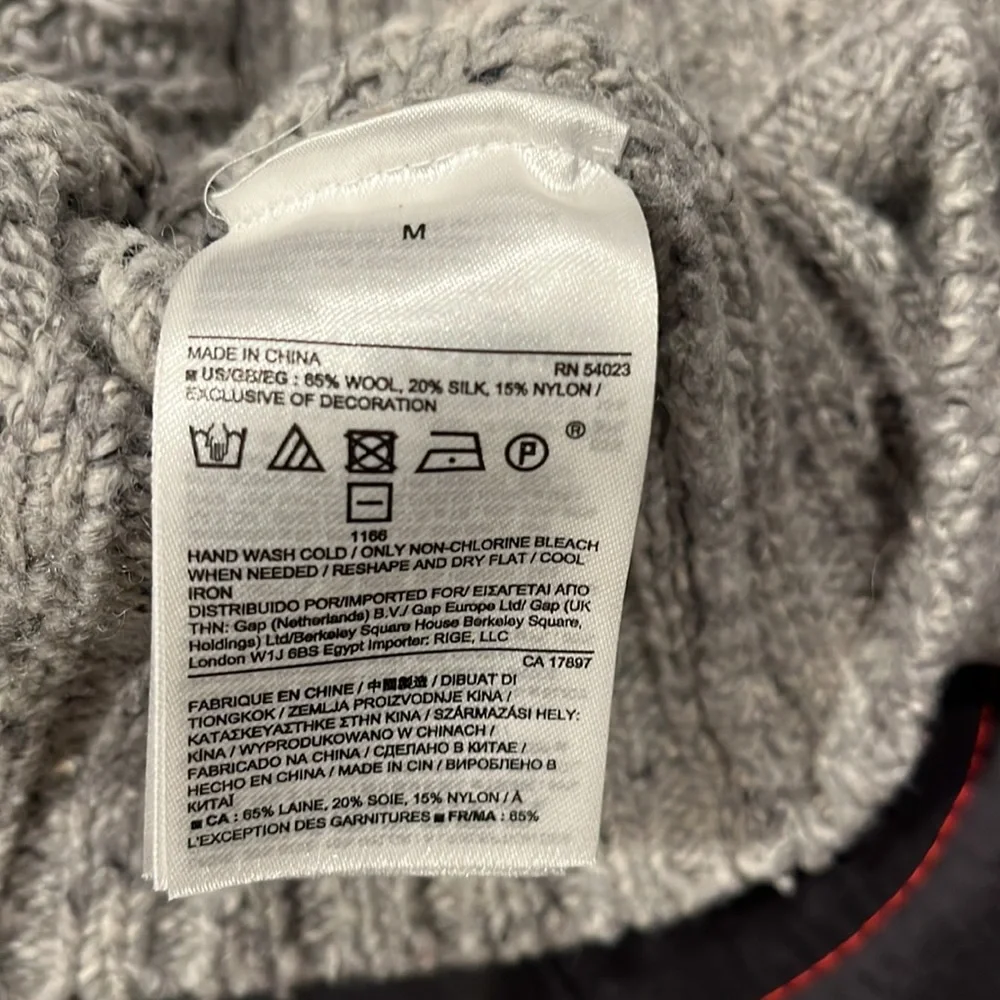 M
MADE IN CHINA
RN 54023
US/GB/EG : 65% WOOL, 20% SILK, 15% NYLON /
EXCLUSIVE OF DECORATION
P
®
1166
HAND WASH COLD / ONLY NON-CHLORINE BLEACH
WHEN NEEDED / RESHAPE AND DRY FLAT / COOL
IRON
DISTRIBUIDO POR/IMPORTED FOR/ ΕΙΣΑΓΕΤΑΙ ΑΠΟ
ΤΗΝ: Gap (Netherlands) B.V./ Gap Europe Ltd/ Gap (UK
Holdings) Ltd/Berkeley Square House Berkeley Square,
London W1J 6BS Egypt Importer: RIGE, LLC
CA 17897
FABRIQUE EN CHINE / 中國製造 / DIBUAT DI
TIONGKOK / ZEMLJA PROIZVODNJE KINA /
ΚΑΤΑΣΚΕΥΑΣΤΗΚΕ ΣΤΗΝ ΚΙΝΑ / SZÁRMAZÁSI HELY:
KÍNA / WYPRODUKOWANO W CHINACH /
FABRICADO NA CHINA / СДЕЛАНО В КИТАЕ /
HECHO EN CHINA / MADE IN CIN / ВИРОБЛЕНО В
КИТАЇ
CA : 65% LAINE, 20% SOIE, 15% NYLON / À
L'EXCEPTION DES GARNITURES FR/MA : 65%